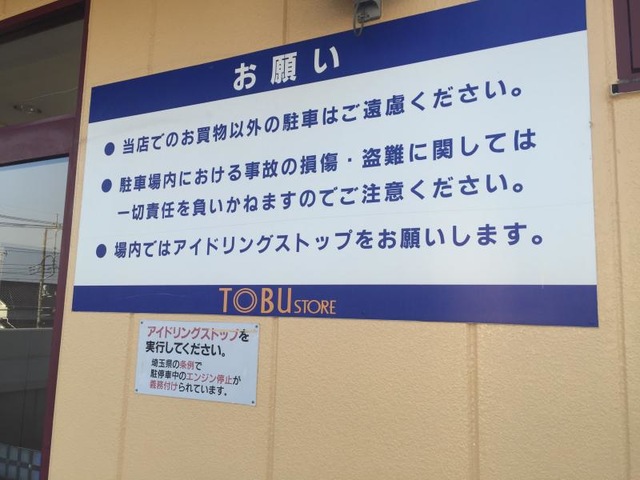 お願い
● 当店でのお買物以外の駐車はご遠慮ください。
● 駐車場内における事故の損傷・盗難に関しては
一切責任を負いかねますのでご注意ください。
● 場内ではアイドリングストップをお願いします。
TOBU STORE
アイドリングストップを
実行してください。
埼玉県の条例で
駐停車中のエンジン停止が
義務付けられています。